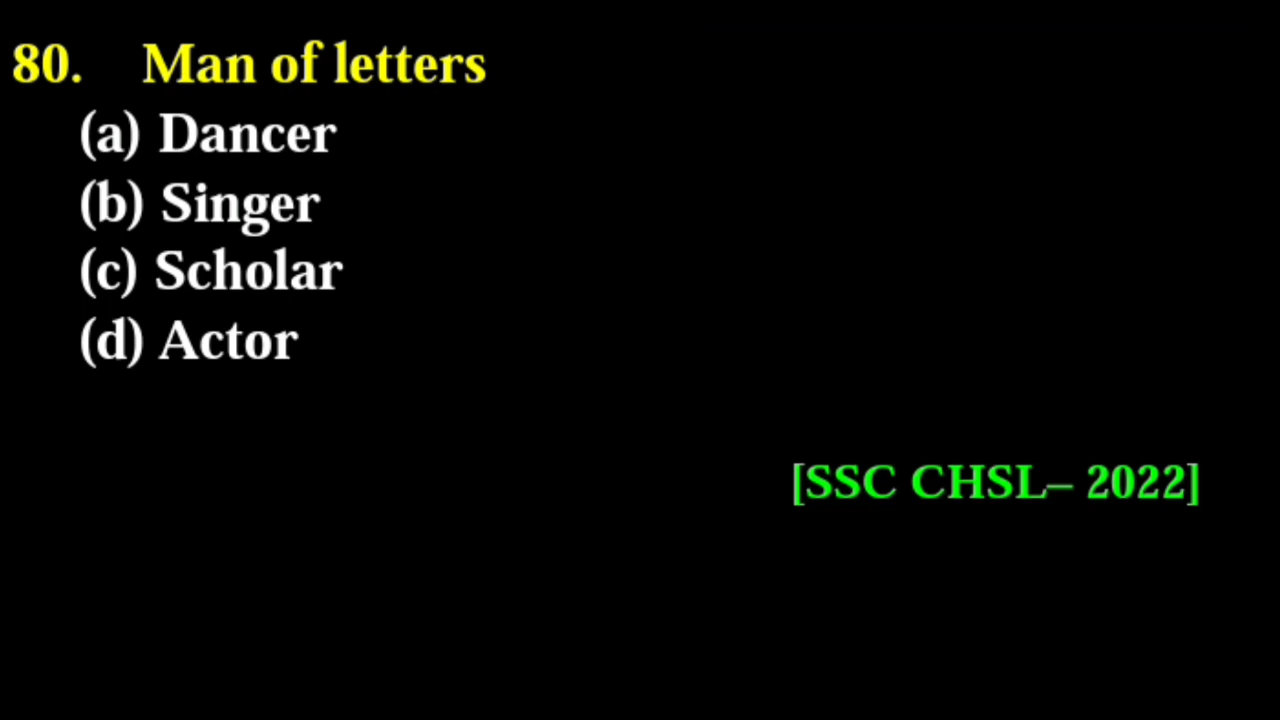 80. Man of letters
(a) Dancer
(b) Singer
(c) Scholar
(d) Actor
[SSC CHSL– 2022]